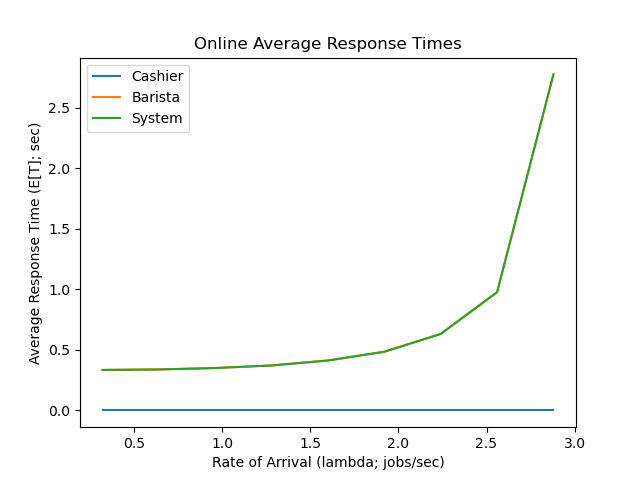 Online Average Response Times
Cashier
Barista
System
Average Response Time (E[T]; sec)
2.5
2.0
1.5
1.0
0.5
0.0
0.5
1.0
1.5
2.0
2.5
3.0
Rate of Arrival (lambda; jobs/sec)